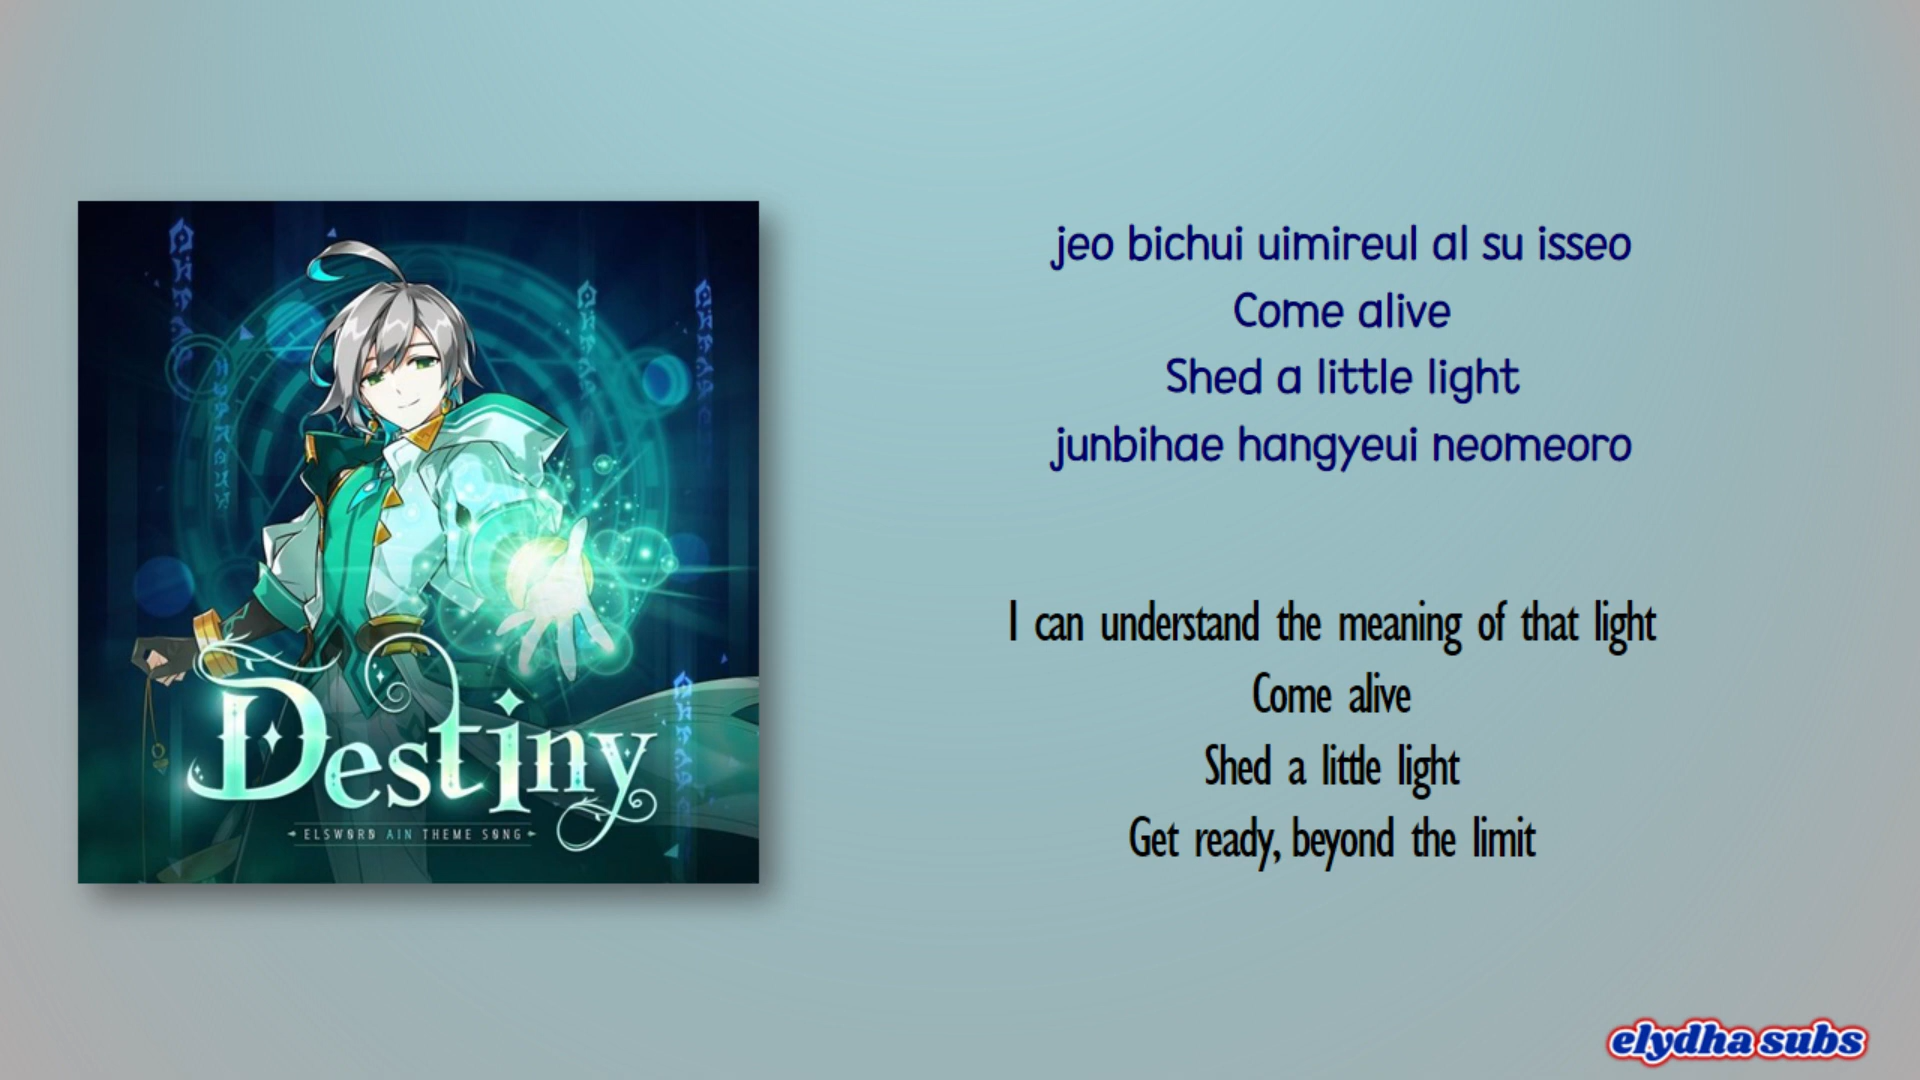 Destiny
ELSWORD AIN THEME SONG
jeo bichui uimireul al su isseo
Come alive
Shed a little light
junbihae hangyeui neomeoro
I can understand the meaning of that light
Come alive
Shed a little light
Get ready, beyond the limit
elydha subs